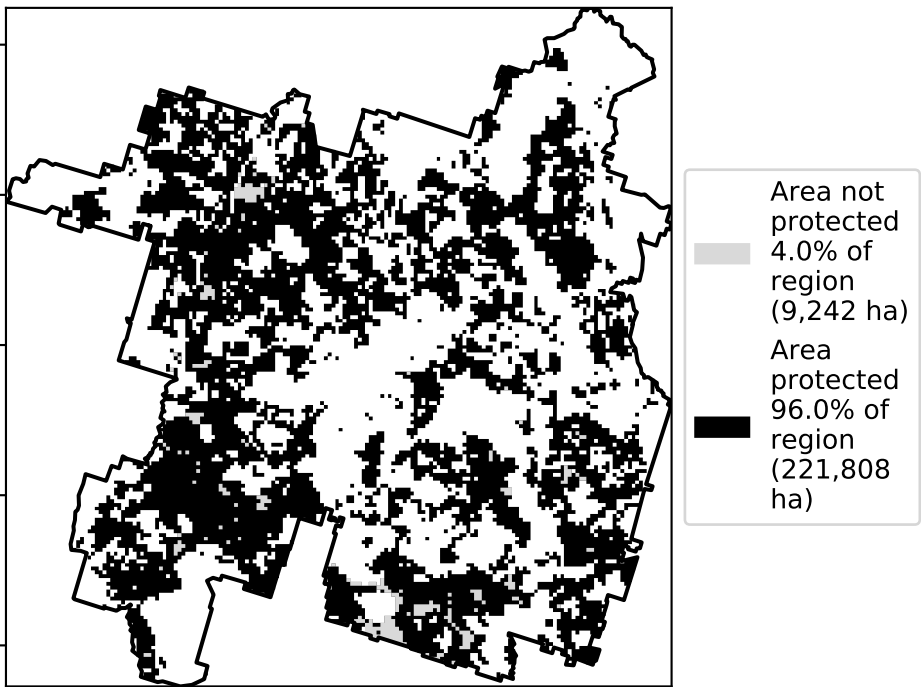 Area not
protected
4.0% of
region
(9,242 ha)
Area
protected
96.0% of
region
(221,808
ha)